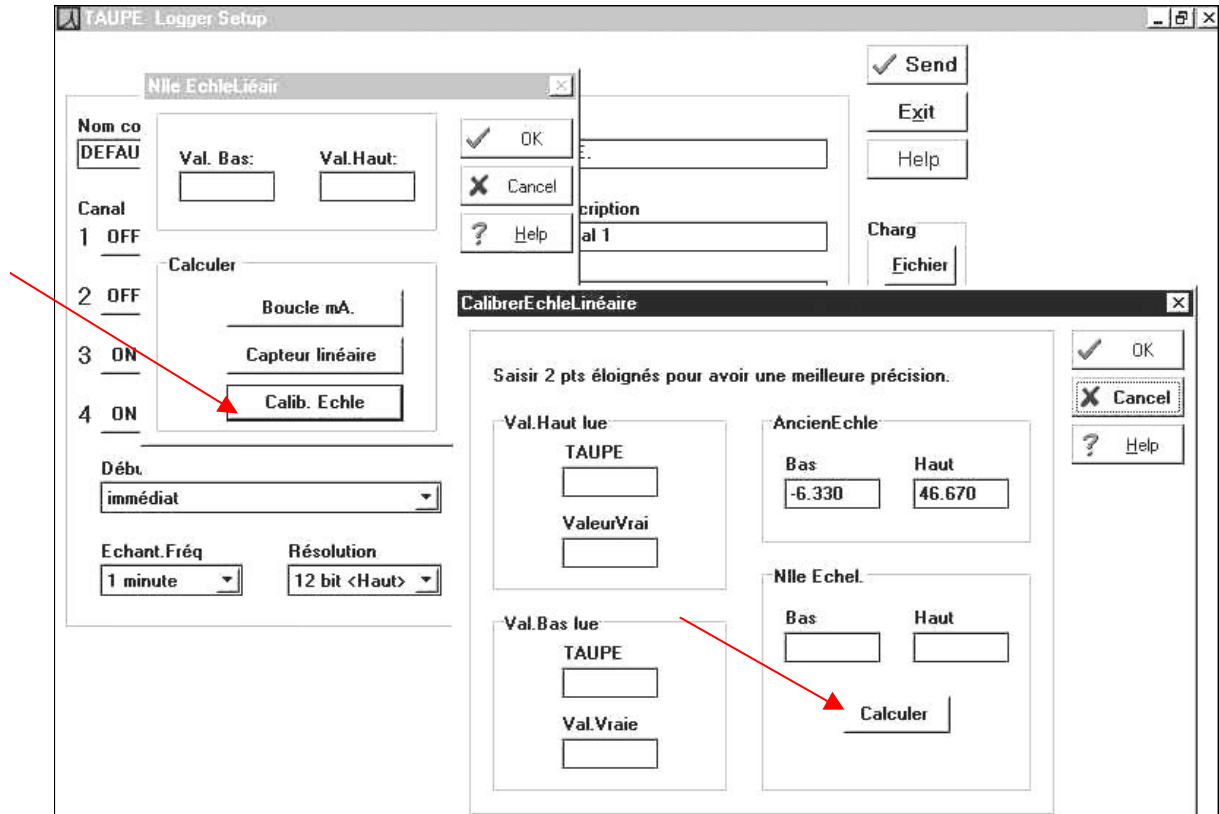 TAUPE Logger Setup
Send
Exit
Help
Nom co
DEFAU
E.
Canal
cription
1 OFF
al 1
2 OFF
3 ON
4 ON
Charg
Fichier
Débu
immédiat
Echant.Fréq
Résolution
1 minute
12 bit <Haut>
Nlle EchleLiéair
Val. Bas:
Val.Haut:
OK
Cancel
Help
Calculer
Boucle mA.
Capteur linéaire
Calib. Echle
CalibrerEchleLinéaire
Saisir 2 pts éloignés pour avoir une meilleure précision.
OK
Cancel
Help
Val.Haut lue
TAUPE
ValeurVrai
AncienEchle
Bas
Haut
-6.330
46.670
Val.Bas lue
TAUPE
Val.Vraie
Nlle Echel.
Bas
Haut
Calculer